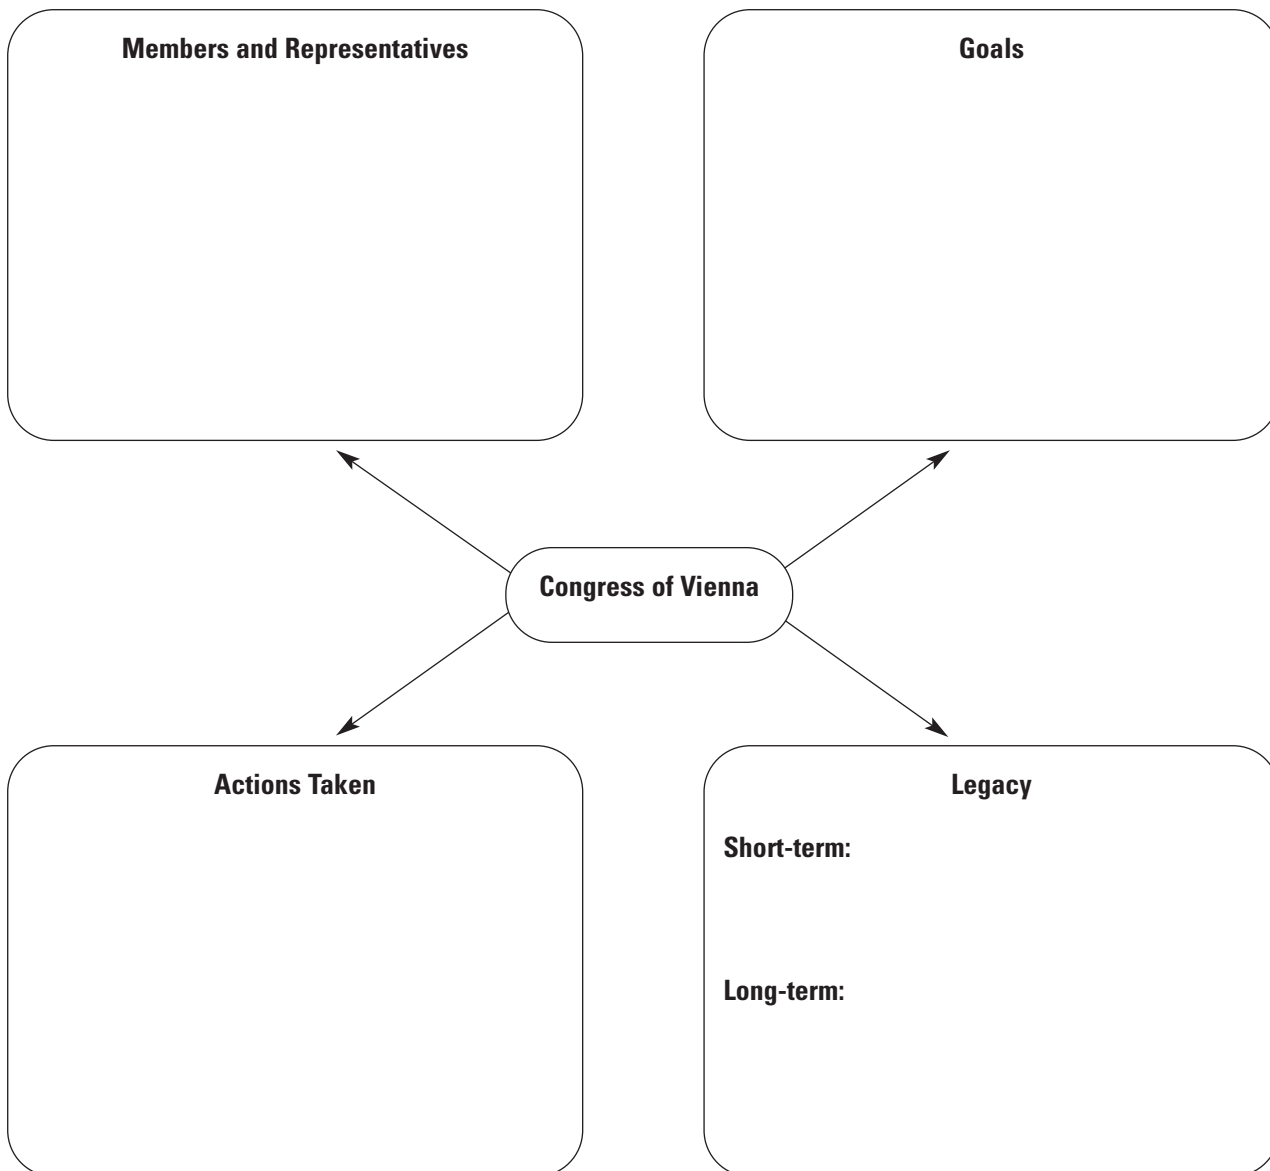 Members and Representatives
Goals
Congress of Vienna
Actions Taken
Legacy
Short-term:
Long-term: